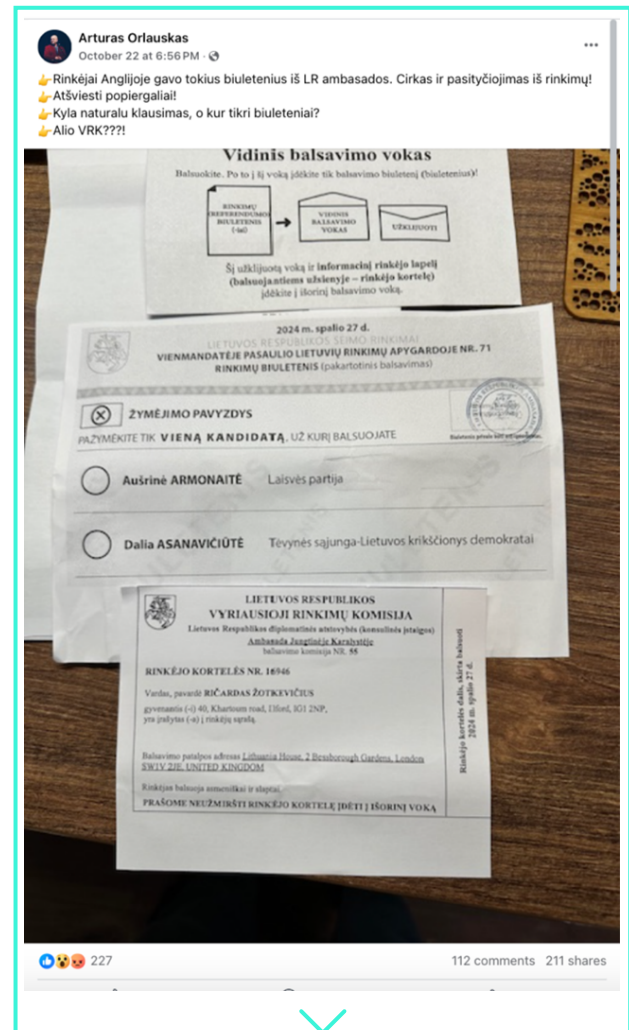 Arturas Orlauskas
October 22 at 6:56 PM ·
👉Rinkėjai Anglijoje gavo tokius biuletenius iš LR ambasados. Cirkas ir pasityčiojimas iš rinkimų!
👉Atšviesti popiergaliai!
👉Kyla naturalu klausimas, o kur tikri biuleteniai?
👉Alio VRK???!
Vidinis balsavimo vokas
Balsuokite. Po to į šį voką įdėkite tik balsavimo biuletenį (biuletenius)!
RINKIMŲ
(REFERENDUMO)
BIULETENIS
(-iai)
VIDINIS
BALSAVIMO
VOKAS
UŽKLIJUOTI
Šį užklijuotą voką ir informacinį rinkėjo lapelį
(balsuojantiems užsienyje – rinkėjo kortelę)
įdėkite į išorinį balsavimo voką.
2024 m. spalio 27 d.
LIETUVOS RESPUBLIKOS SEIMO RINKIMAI
VIENMANDATĖJE PASAULIO LIETUVIŲ RINKIMŲ APYGARDOJE NR. 71
RINKIMŲ BIULETENIS (pakartotinis balsavimas)
ŽYMĖJIMO PAVYZDYS
PAŽYMĖKITE TIK VIENĄ KANDIDATĄ, UŽ KURĮ BALSUOJATE
Aušrinė ARMONAITĖ Laisvės partija
Dalia ASANAVIČIŪTĖ Tėvynės sąjunga-Lietuvos krikščionys demokratai
LIETUVOS RESPUBLIKOS
VYRIAUSIOJI RINKIMŲ KOMISIJA
Lietuvos Respublikos diplomatinės atstovybės (konsulinės įstaigos)
Ambasada Jungtinėje Karalystėje
balsavimo komisija NR. 55
RINKĖJO KORTELĖS NR. 16946
Vardas, pavardė RIČARDAS ŽOTKEVIČIUS
gyvenantis (-i) 40, Khartoum road, Ilford, IG1 2NP,
yra įrašytas (-a) į rinkėjų sąrašą.
Balsavimo patalpos adresas Lithuania House, 2 Bessborough Gardens, London
SW1V 2JE, UNITED KINGDOM
Rinkėjas balsuoja asmeniškai ir slaptai.
PRAŠOME NEUŽMIRŠTI RINKĖJO KORTELĘ ĮDĖTI Į IŠORINĮ VOKĄ
Rinkėjo kortelės dalis, skirta balsuoti
2024 m. spalio 27 d.
227
112 comments 211 shares